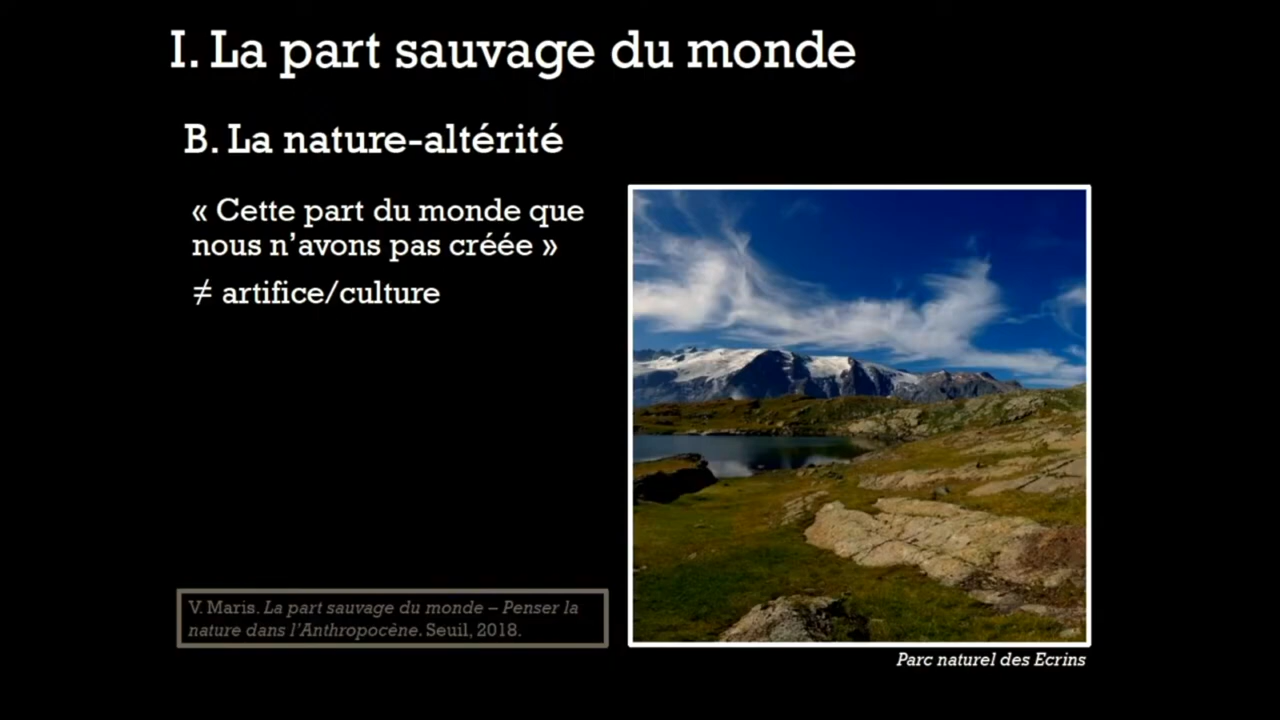 I. La part sauvage du monde
B. La nature-altérité
« Cette part du monde que
nous n’avons pas créée »
≠ artifice/culture
V. Maris. La part sauvage du monde – Penser la
nature dans l’Anthropocène. Seuil, 2018.
Parc naturel des Ecrins